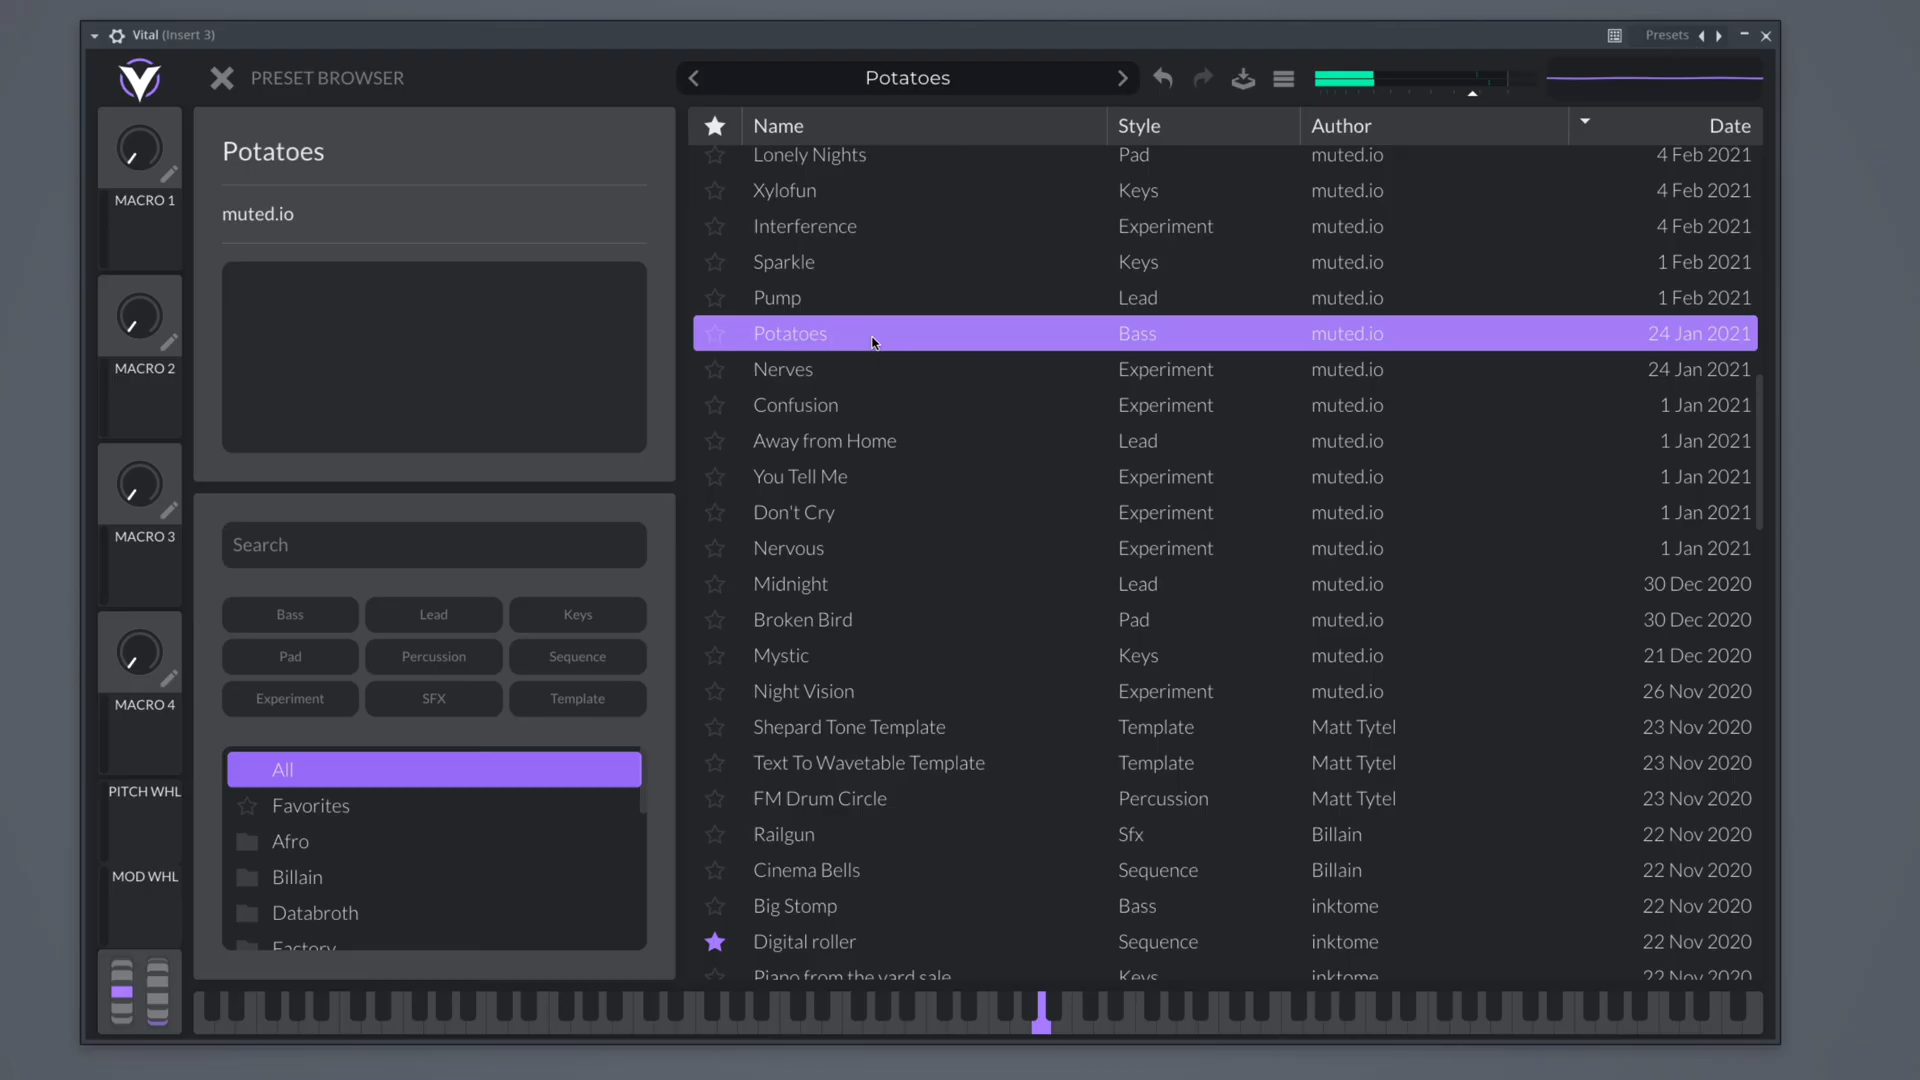 Vital (Insert 3)
Presets
PRESET BROWSER
Potatoes
MACRO 1
MACRO 2
MACRO 3
MACRO 4
PITCH WHL
MOD WHL
Potatoes
muted.io
Search
Bass Lead Keys
Pad Percussion Sequence
Experiment SFX Template
All
Favorites
Afro
Billain
Databroth
Factory
Name Style Author Date
Lonely Nights Pad muted.io 4 Feb 2021
Xylofun Keys muted.io 4 Feb 2021
Interference Experiment muted.io 4 Feb 2021
Sparkle Keys muted.io 1 Feb 2021
Pump Lead muted.io 1 Feb 2021
Potatoes Bass muted.io 24 Jan 2021
Nerves Experiment muted.io 24 Jan 2021
Confusion Experiment muted.io 1 Jan 2021
Away from Home Lead muted.io 1 Jan 2021
You Tell Me Experiment muted.io 1 Jan 2021
Don't Cry Experiment muted.io 1 Jan 2021
Nervous Experiment muted.io 1 Jan 2021
Midnight Lead muted.io 30 Dec 2020
Broken Bird Pad muted.io 30 Dec 2020
Mystic Keys muted.io 21 Dec 2020
Night Vision Experiment muted.io 26 Nov 2020
Shepard Tone Template Template Matt Tytel 23 Nov 2020
Text To Wavetable Template Template Matt Tytel 23 Nov 2020
FM Drum Circle Percussion Matt Tytel 23 Nov 2020
Railgun Sfx Billain 22 Nov 2020
Cinema Bells Sequence Billain 22 Nov 2020
Big Stomp Bass inktome 22 Nov 2020
Digital roller Sequence inktome 22 Nov 2020
Piano from the yard sale Keys inktome 22 Nov 2020